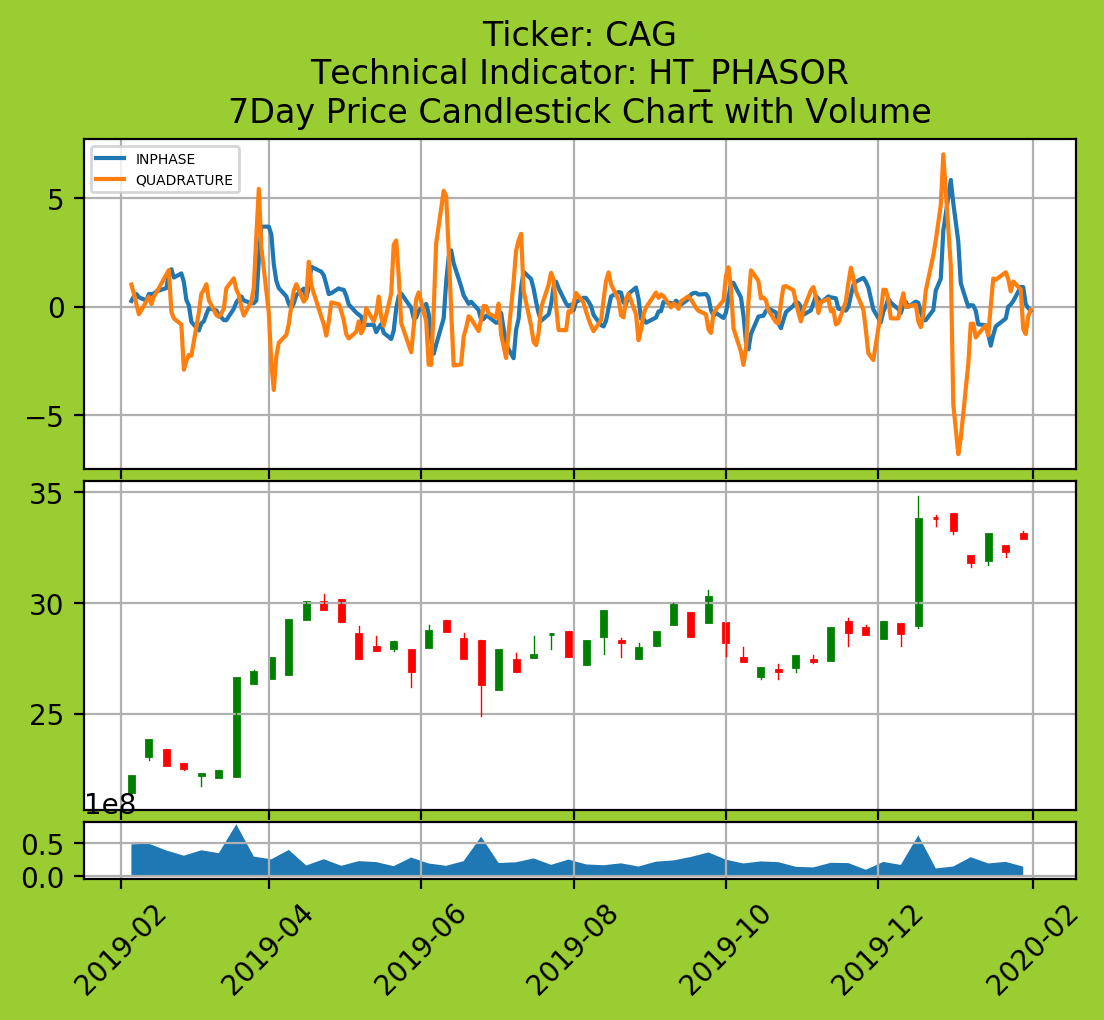 Ticker: CAG
Technical Indicator: HT_PHASOR
7Day Price Candlestick Chart with Volume
INPHASE
QUADRATURE
5
0
−5
35
30
25
1e8
0.5
0.0
2019-02
2019-04
2019-06
2019-08
2019-10
2019-12
2020-02